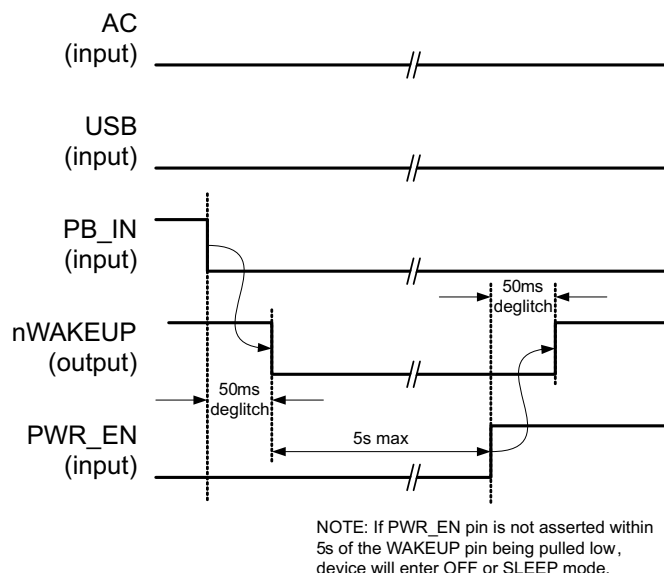 AC
(input)
USB
(input)
PB_IN
(input)
50ms
deglitch
nWAKEUP
(output)
50ms
deglitch
PWR_EN
(input)
5s max
NOTE: If PWR_EN pin is not asserted within
5s of the WAKEUP pin being pulled low,
device will enter OFF or SLEEP mode.